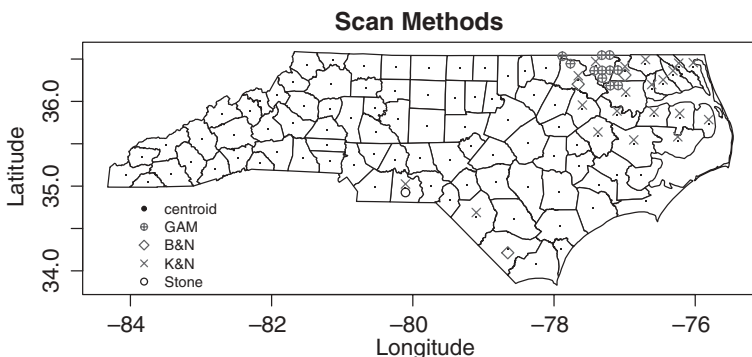 Scan Methods
36.0
35.0
34.0
Latitude
centroid
GAM
B&N
K&N
Stone
−84
−82
−80
−78
−76
Longitude